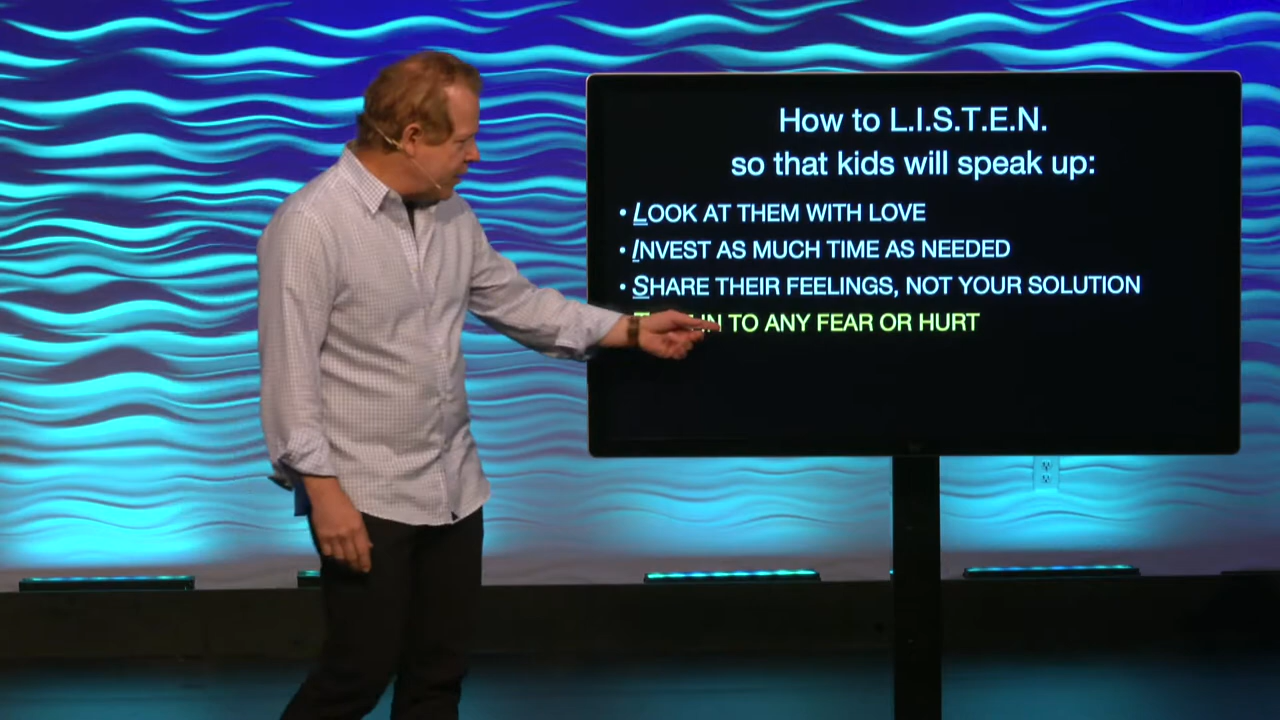 How to L.I.S.T.E.N.
so that kids will speak up:
• LOOK AT THEM WITH LOVE
• INVEST AS MUCH TIME AS NEEDED
• SHARE THEIR FEELINGS, NOT YOUR SOLUTION
IN TO ANY FEAR OR HURT